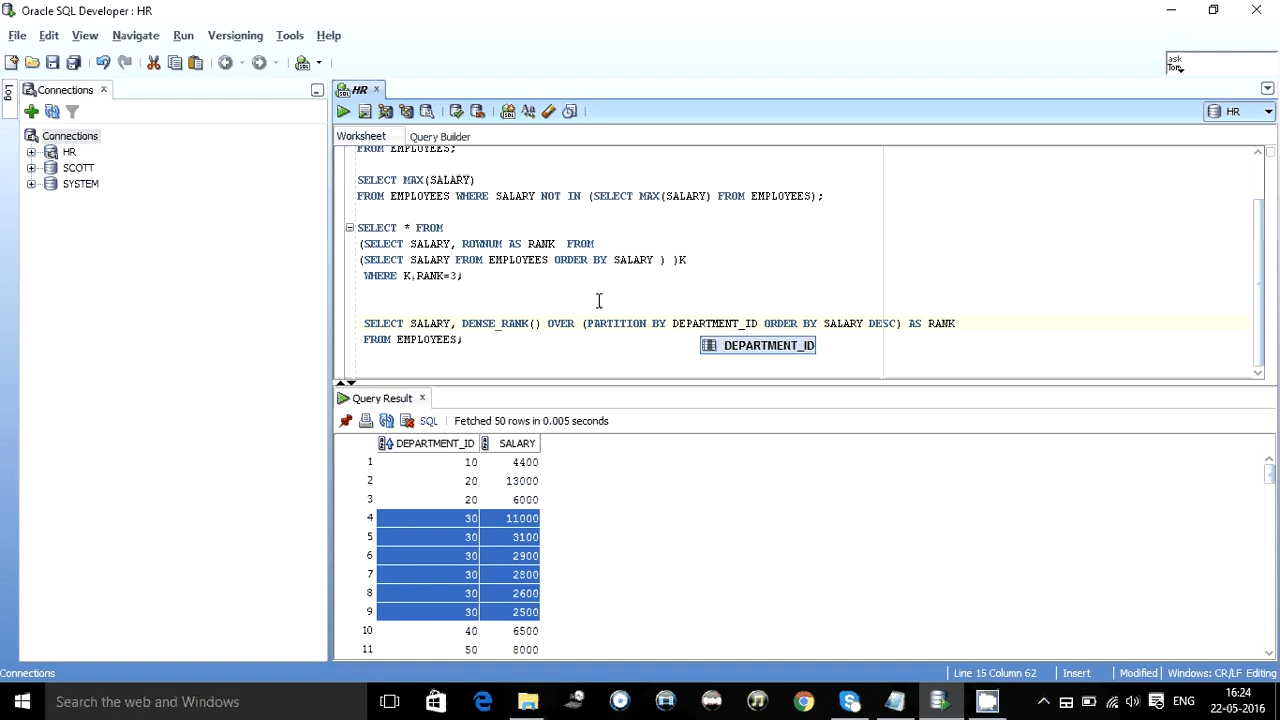 Oracle SQL Developer : HR
File Edit View Navigate Run Versioning Tools Help
ask
Tom
Log
Connections
Connections
HR
SCOTT
SYSTEM
HR
HR
Worksheet Query Builder
FROM EMPLOYEES;
SELECT MAX(SALARY)
FROM EMPLOYEES WHERE SALARY NOT IN (SELECT MAX(SALARY) FROM EMPLOYEES);
SELECT * FROM
(SELECT SALARY, ROWNUM AS RANK FROM
(SELECT SALARY FROM EMPLOYEES ORDER BY SALARY ) )K
WHERE K.RANK=3;
SELECT SALARY, DENSE_RANK() OVER (PARTITION BY DEPARTMENT_ID ORDER BY SALARY DESC) AS RANK
FROM EMPLOYEES;
DEPARTMENT_ID
Query Result
SQL Fetched 50 rows in 0.005 seconds
DEPARTMENT_ID SALARY
1 10 4400
2 20 13000
3 20 6000
4 30 11000
5 30 3100
6 30 2900
7 30 2800
8 30 2600
9 30 2500
10 40 6500
11 50 8000
Connections Line 15 Column 62 Insert Modified Windows: CR/LF Editing
Search the web and Windows
ENG
16:24
22-05-2016